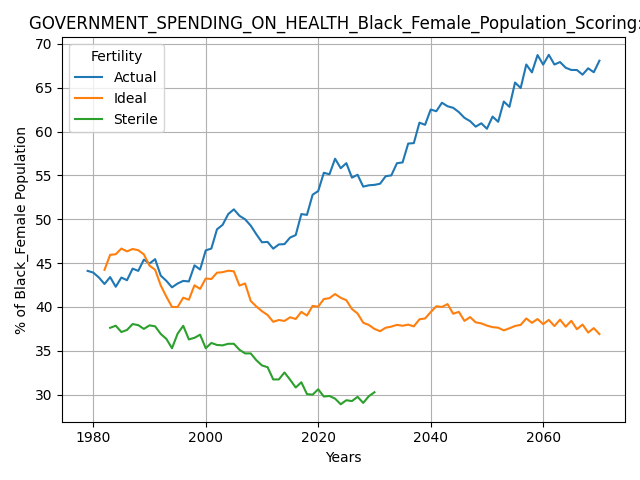 GOVERNMENT_SPENDING_ON_HEALTH_Black_Female_Population_Scoring:
Fertility
Actual
Ideal
Sterile
% of Black_Female Population
70
65
60
55
50
45
40
35
30
1980 2000 2020 2040 2060
Years